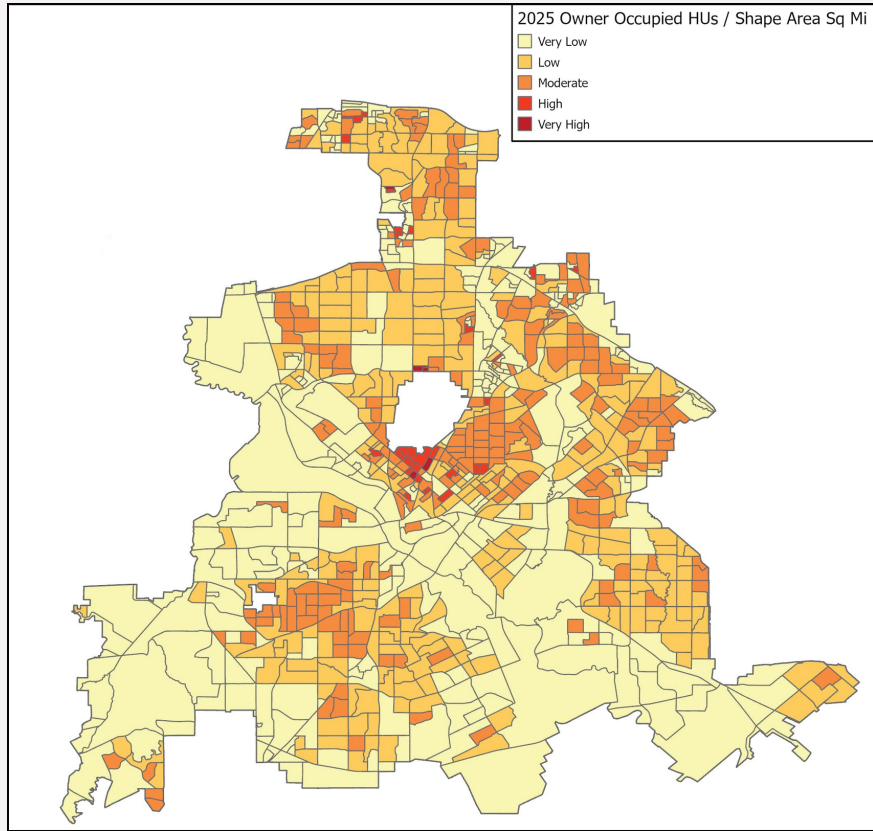 2025 Owner Occupied HUs / Shape Area Sq Mi
Very Low
Low
Moderate
High
Very High